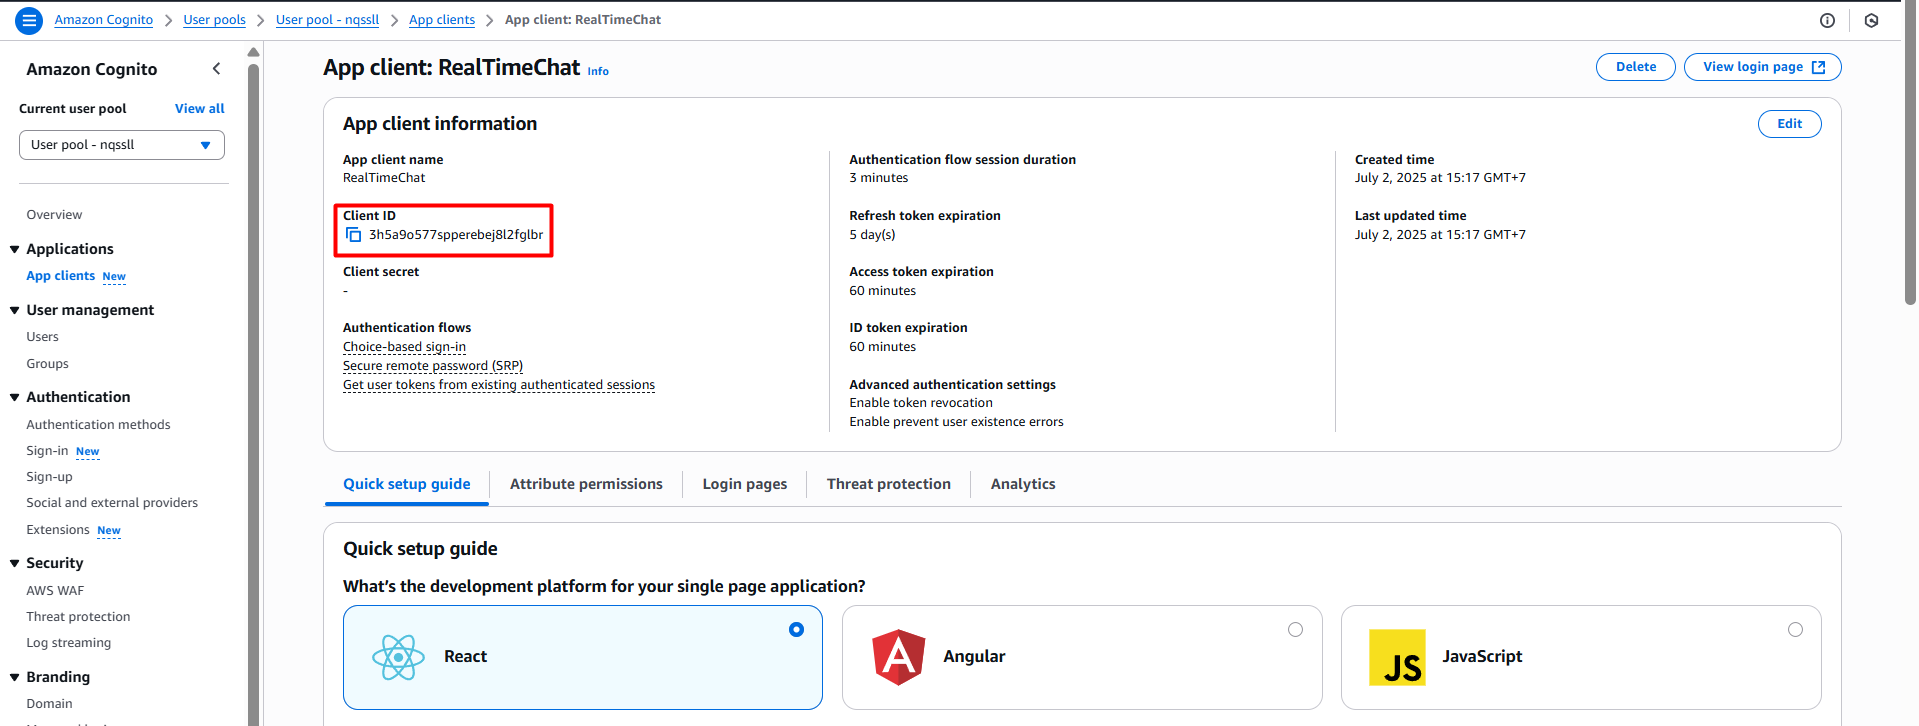 Amazon Cognito > User pools > User pool - nqssll > App clients > App client: RealTimeChat
Amazon Cognito
Current user pool View all
User pool - nqssll
Overview
Applications
App clients New
User management
Users
Groups
Authentication
Authentication methods
Sign-in New
Sign-up
Social and external providers
Extensions New
Security
AWS WAF
Threat protection
Log streaming
Branding
Domain
App client: RealTimeChat Info
Delete
View login page
App client information
Edit
App client name
RealTimeChat
Client ID
3h5a9o577spperebej8l2fglbr
Client secret
-
Authentication flows
Choice-based sign-in
Secure remote password (SRP)
Get user tokens from existing authenticated sessions
Authentication flow session duration
3 minutes
Refresh token expiration
5 day(s)
Access token expiration
60 minutes
ID token expiration
60 minutes
Advanced authentication settings
Enable token revocation
Enable prevent user existence errors
Created time
July 2, 2025 at 15:17 GMT+7
Last updated time
July 2, 2025 at 15:17 GMT+7
Quick setup guide
Attribute permissions
Login pages
Threat protection
Analytics
Quick setup guide
What's the development platform for your single page application?
React
Angular
JS
JavaScript